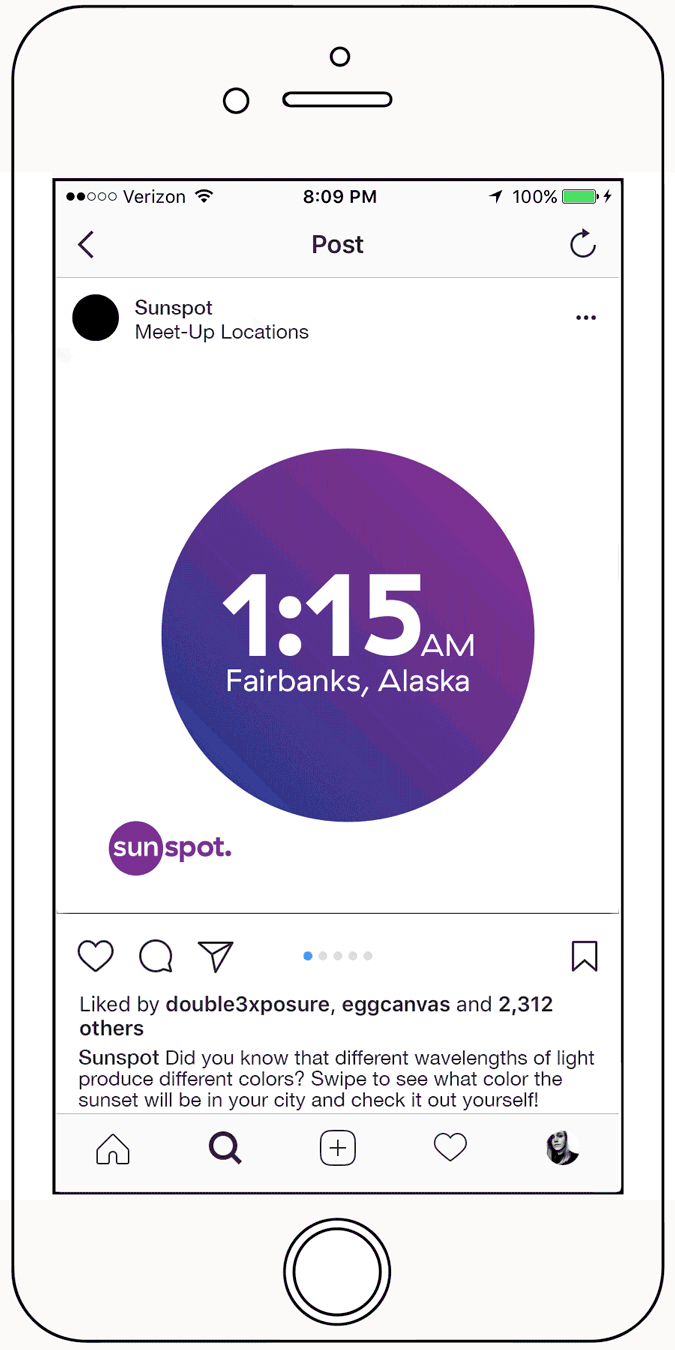 Verizon 8:09 PM 100%
Post
Sunspot
Meet-Up Locations
1:15AM
Fairbanks, Alaska
sunspot.
Liked by double3xposure, eggcanvas and 2,312
others
Sunspot Did you know that different wavelengths of light
produce different colors? Swipe to see what color the
sunset will be in your city and check it out yourself!